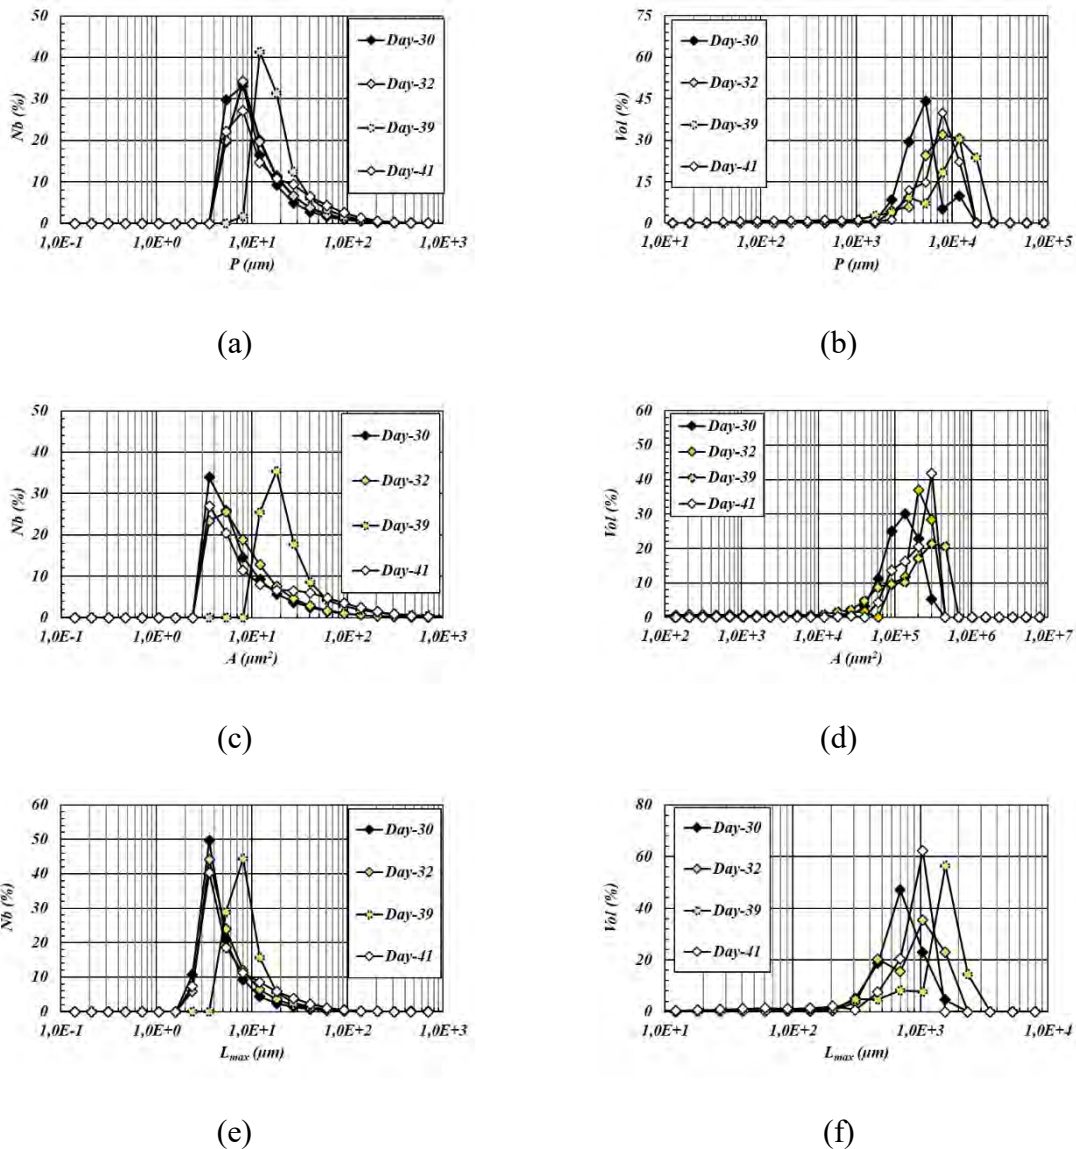 50
40
30
20
10
0
Nb (%)
1,0E-1 1,0E+0 1,0E+1 1,0E+2 1,0E+3
P (µm)
Day-30
Day-32
Day-39
Day-41
75
60
45
30
15
0
Vol (%)
1,0E+1 1,0E+2 1,0E+3 1,0E+4 1,0E+5
P (µm)
Day-30
Day-32
Day-39
Day-41
(a) (b)
50
40
30
20
10
0
Nb (%)
1,0E-1 1,0E+0 1,0E+1 1,0E+2 1,0E+3
A (µm²)
Day-30
Day-32
Day-39
Day-41
60
50
40
30
20
10
0
Vol (%)
1,0E+2 1,0E+3 1,0E+4 1,0E+5 1,0E+6 1,0E+7
A (µm²)
Day-30
Day-32
Day-39
Day-41
(c) (d)
60
50
40
30
20
10
0
Nb (%)
1,0E-1 1,0E+0 1,0E+1 1,0E+2 1,0E+3
Lmax (µm)
Day-30
Day-32
Day-39
Day-41
80
60
40
20
0
Vol (%)
1,0E+1 1,0E+2 1,0E+3 1,0E+4
Lmax (µm)
Day-30
Day-32
Day-39
Day-41
(e) (f)